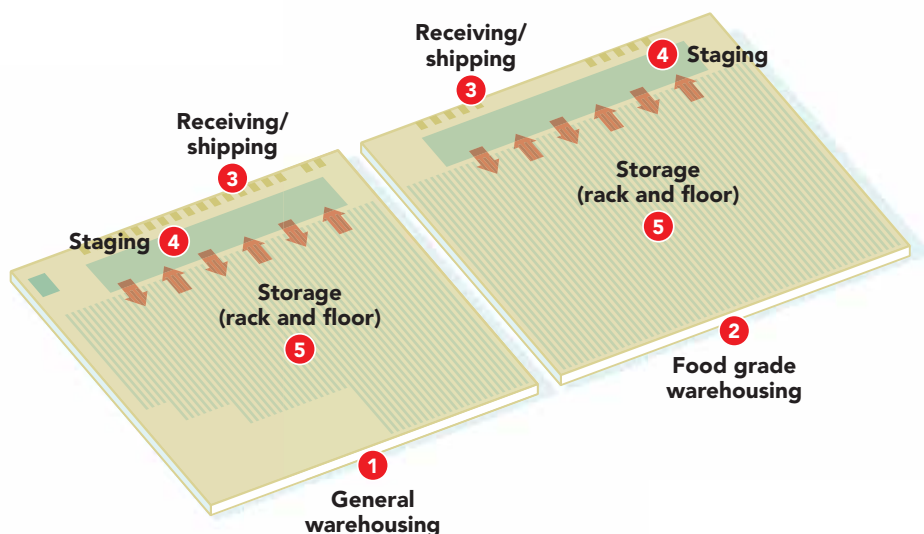 Receiving/
shipping
3
4 Staging
Storage
(rack and floor)
5
2
Food grade
warehousing
Receiving/
shipping
3
Staging 4
Storage
(rack and floor)
5
1
General
warehousing